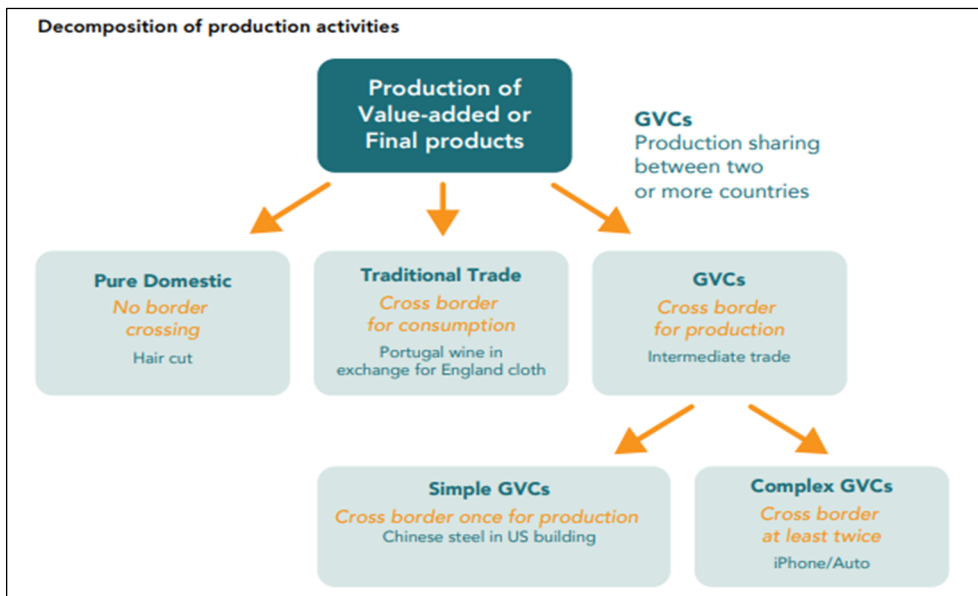 Decomposition of production activities
Production of
Value-added or
Final products
GVCs
Production sharing
between two
or more countries
Pure Domestic
No border
crossing
Hair cut
Traditional Trade
Cross border
for consumption
Portugal wine in
exchange for England cloth
GVCs
Cross border
for production
Intermediate trade
Simple GVCs
Cross border once for production
Chinese steel in US building
Complex GVCs
Cross border
at least twice
iPhone/Auto